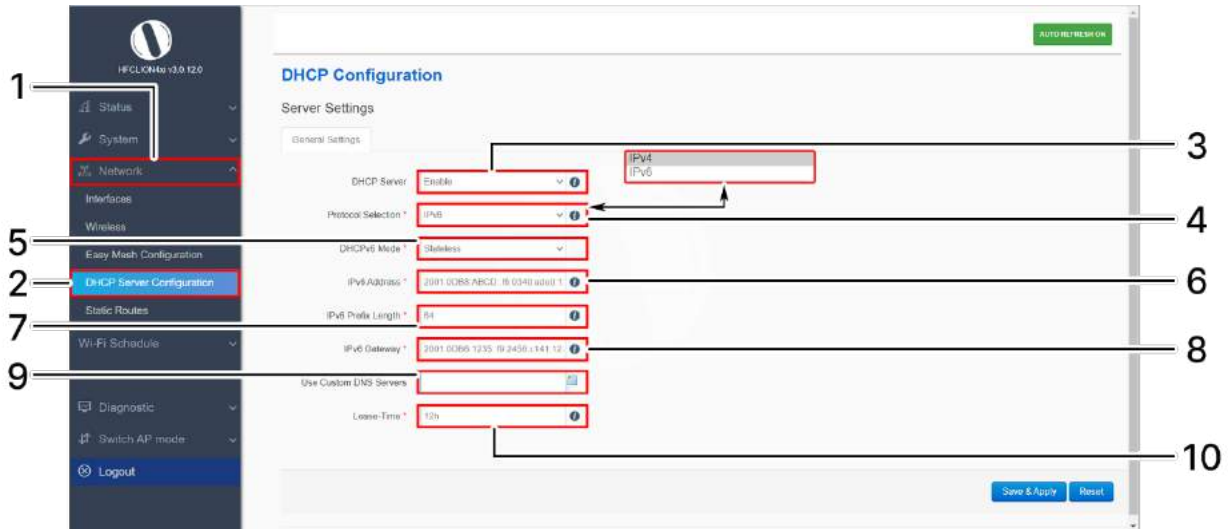 AUTO REFRESH ON
HFCLION4xi v3.0.12.0
DHCP Configuration
1
Status
Server Settings
System
General Settings
3
IPv4
IPv6
Network
DHCP Server
Enable
Interfaces
Protocol Selection *
IPv6
4
Wireless
5
DHCPv6 Mode *
Stateless
Easy Mesh Configuration
2
DHCP Server Configuration
IPv6 Address *
6
Static Routes
7
IPv6 Prefix Length *
64
Wi-Fi Schedule
IPv6 Gateway *
8
9
Use Custom DNS Servers
Diagnostic
Lease-Time *
12h
Switch AP mode
10
Logout
Save & Apply
Reset